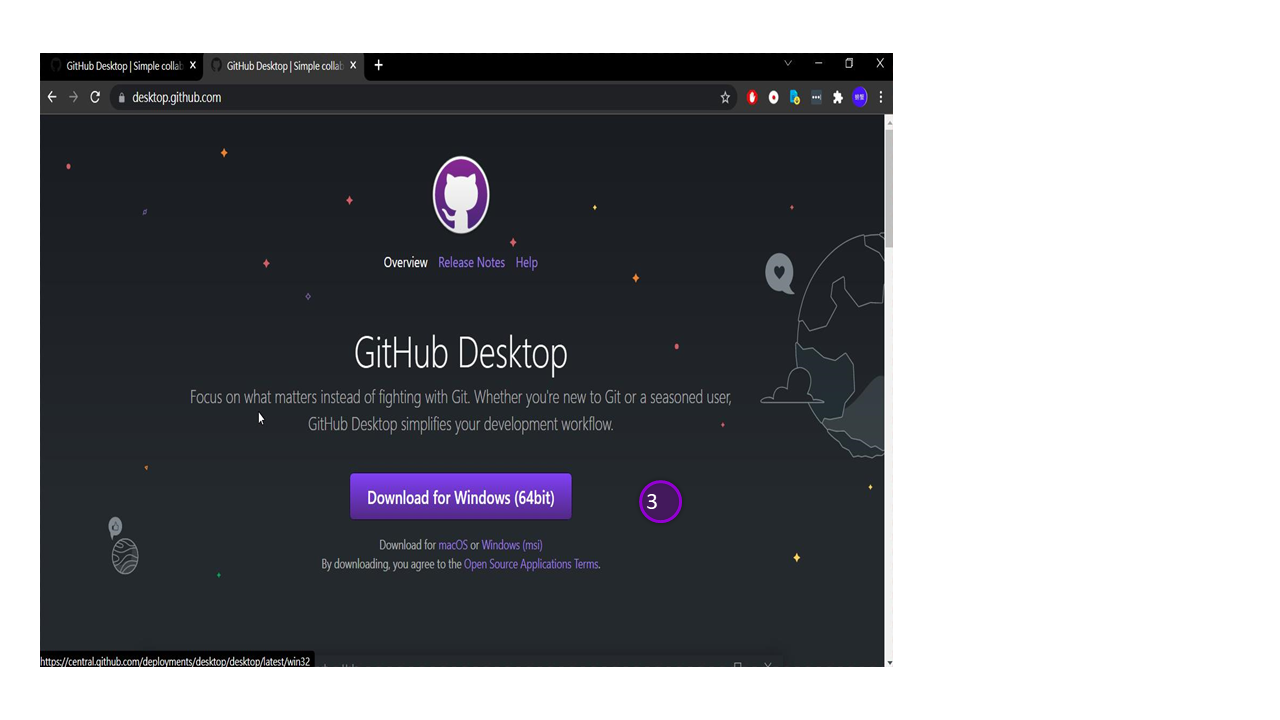 GitHub Desktop | Simple collab
GitHub Desktop | Simple collab
desktop.github.com
Overview Release Notes Help
GitHub Desktop
Focus on what matters instead of fighting with Git. Whether you're new to Git or a seasoned user,
GitHub Desktop simplifies your development workflow.
Download for Windows (64bit)
3
Download for macOS or Windows (msi)
By downloading, you agree to the Open Source Applications Terms.
https://central.github.com/deployments/desktop/desktop/latest/win32